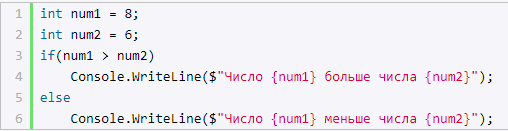 1 int num1 = 8;
2 int num2 = 6;
3 if(num1 > num2)
4     Console.WriteLine($"Число {num1} больше числа {num2}");
5 else
6     Console.WriteLine($"Число {num1} меньше числа {num2}");